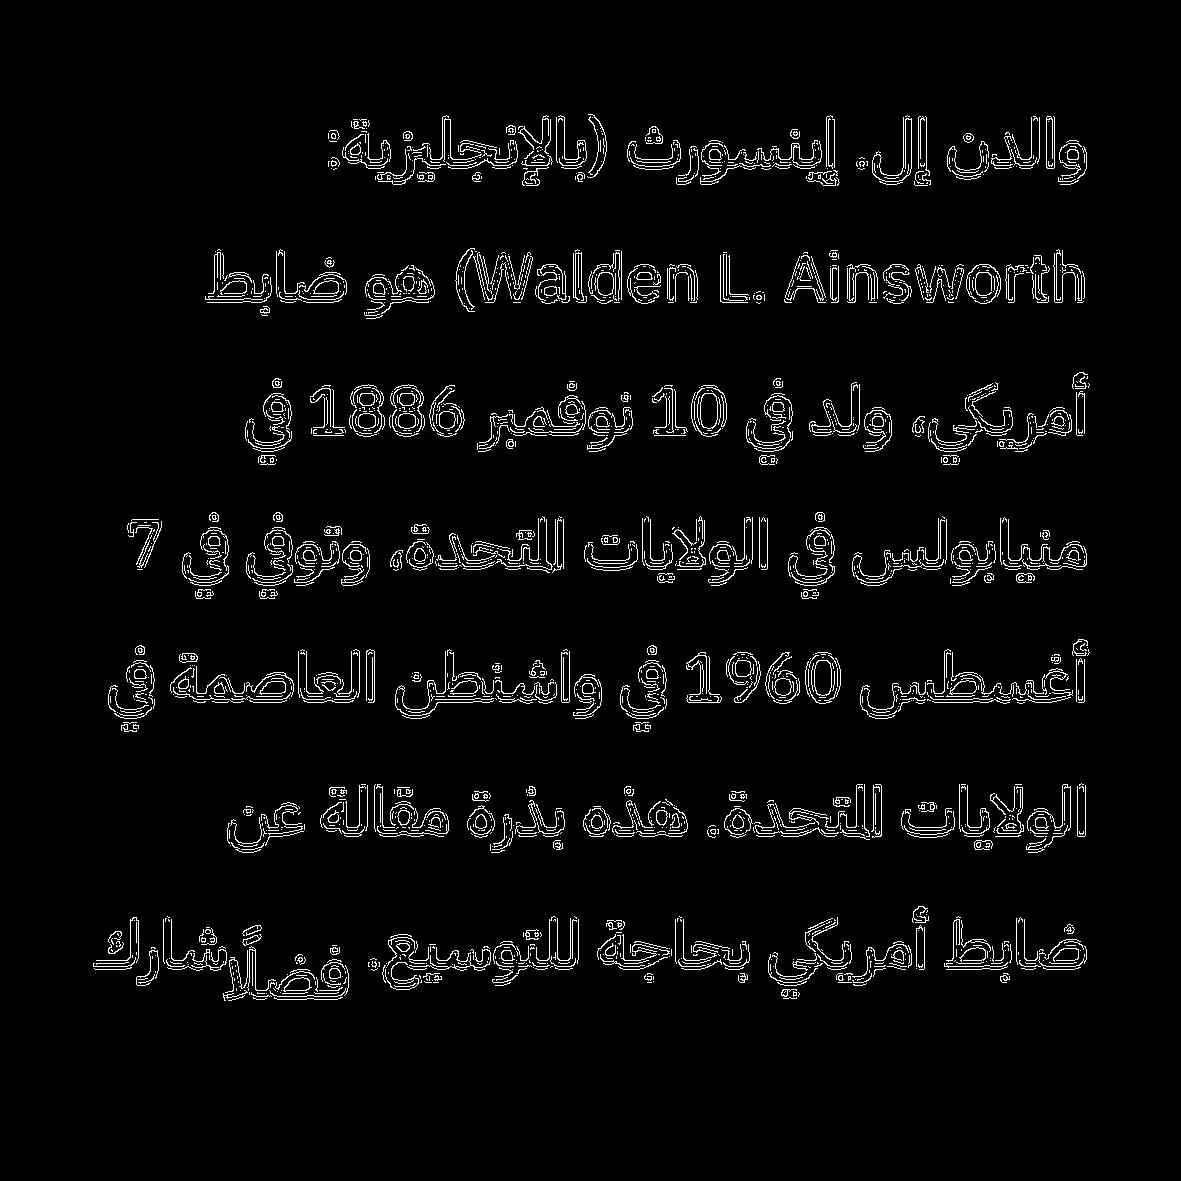 والدن إل. إينسورث (بالإنجليزية:
Walden L. Ainsworth) هو ضابط
أمريكي، ولد في 10 نوفمبر 1886 في
منيابولس في الولايات المتحدة، وتوفي في 7
أغسطس 1960 في واشنطن العاصمة في
الولايات المتحدة. هذه بذرة مقالة عن
ضابط أمريكي بحاجة للتوسيع. فضلًا شارك